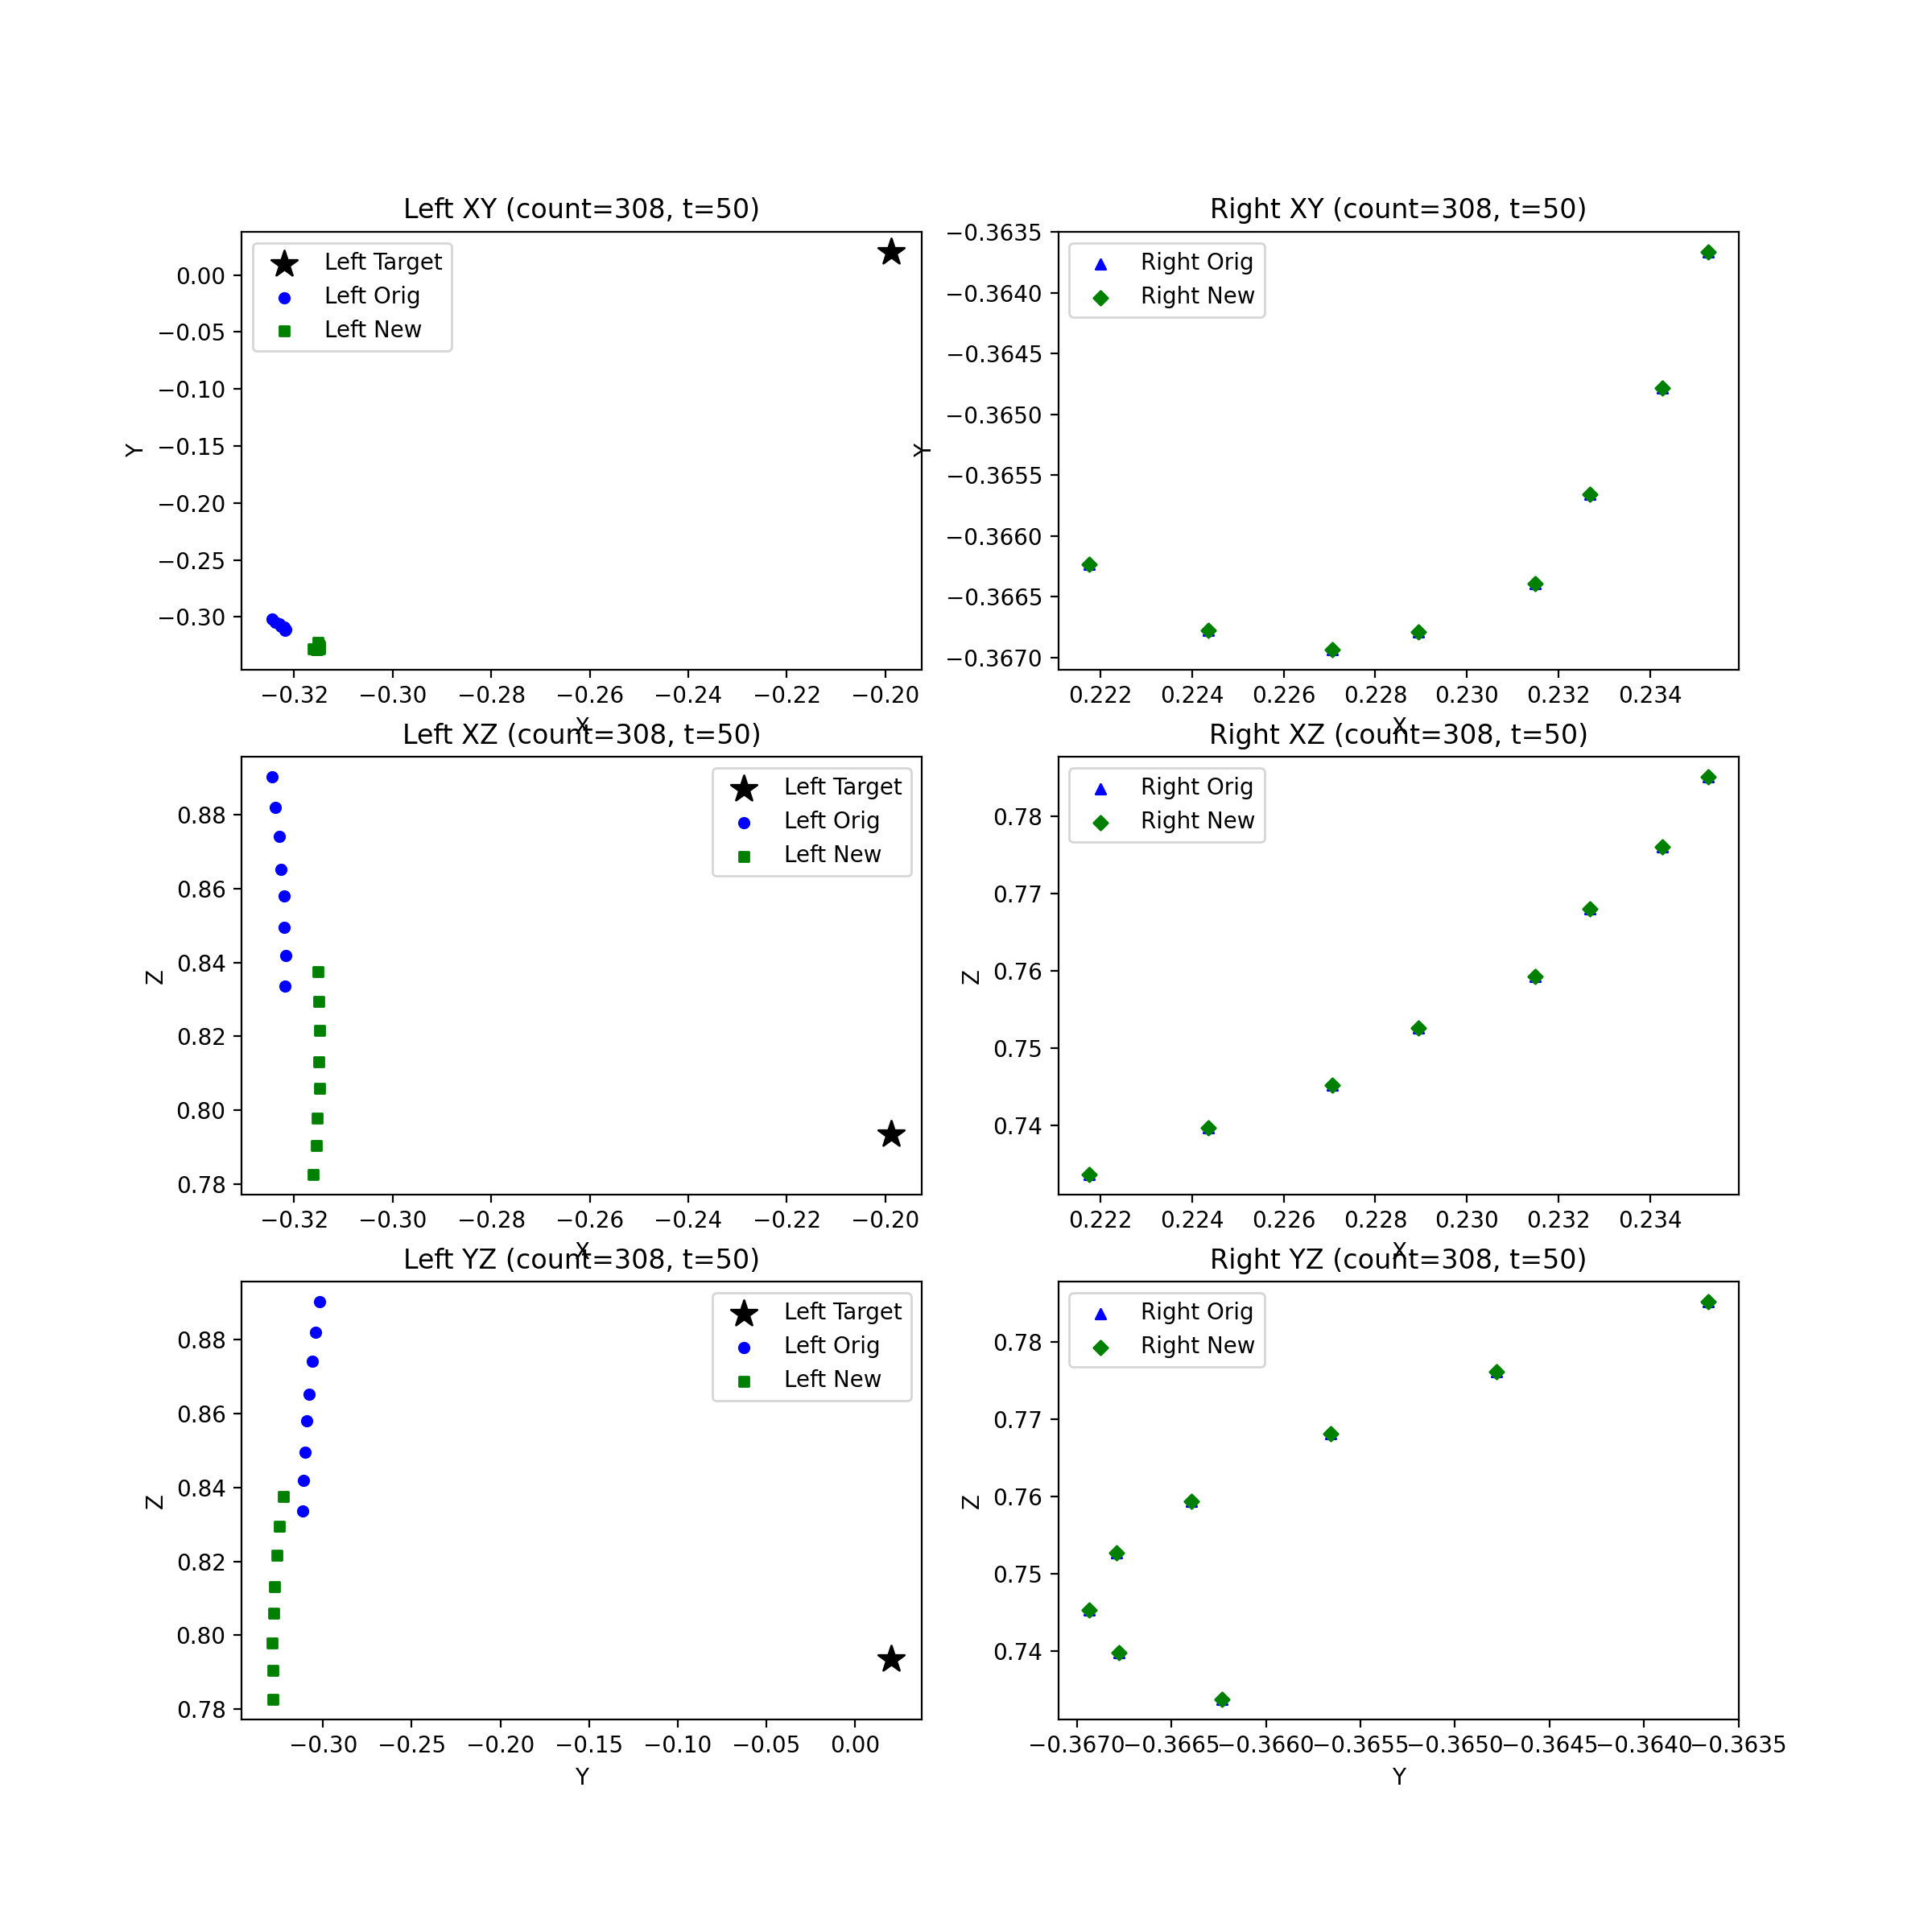 Left XY (count=308, t=50)
Left Target
Left Orig
Left New
0.00
−0.05
−0.10
−0.15
−0.20
−0.25
−0.30
Y
−0.32
−0.30
−0.28
−0.26
−0.24
−0.22
−0.20
X
Right XY (count=308, t=50)
Right Orig
Right New
−0.3635
−0.3640
−0.3645
−0.3650
−0.3655
−0.3660
−0.3665
−0.3670
Y
0.222
0.224
0.226
0.228
0.230
0.232
0.234
X
Left XZ (count=308, t=50)
Left Target
Left Orig
Left New
0.88
0.86
0.84
0.82
0.80
0.78
Z
−0.32
−0.30
−0.28
−0.26
−0.24
−0.22
−0.20
X
Right XZ (count=308, t=50)
Right Orig
Right New
0.78
0.77
0.76
0.75
0.74
Z
0.222
0.224
0.226
0.228
0.230
0.232
0.234
X
Left YZ (count=308, t=50)
Left Target
Left Orig
Left New
0.88
0.86
0.84
0.82
0.80
0.78
Z
−0.30
−0.25
−0.20
−0.15
−0.10
−0.05
0.00
Y
Right YZ (count=308, t=50)
Right Orig
Right New
0.78
0.77
0.76
0.75
0.74
Z
−0.3670
−0.3665
−0.3660
−0.3655
−0.3650
−0.3645
−0.3640
−0.3635
Y